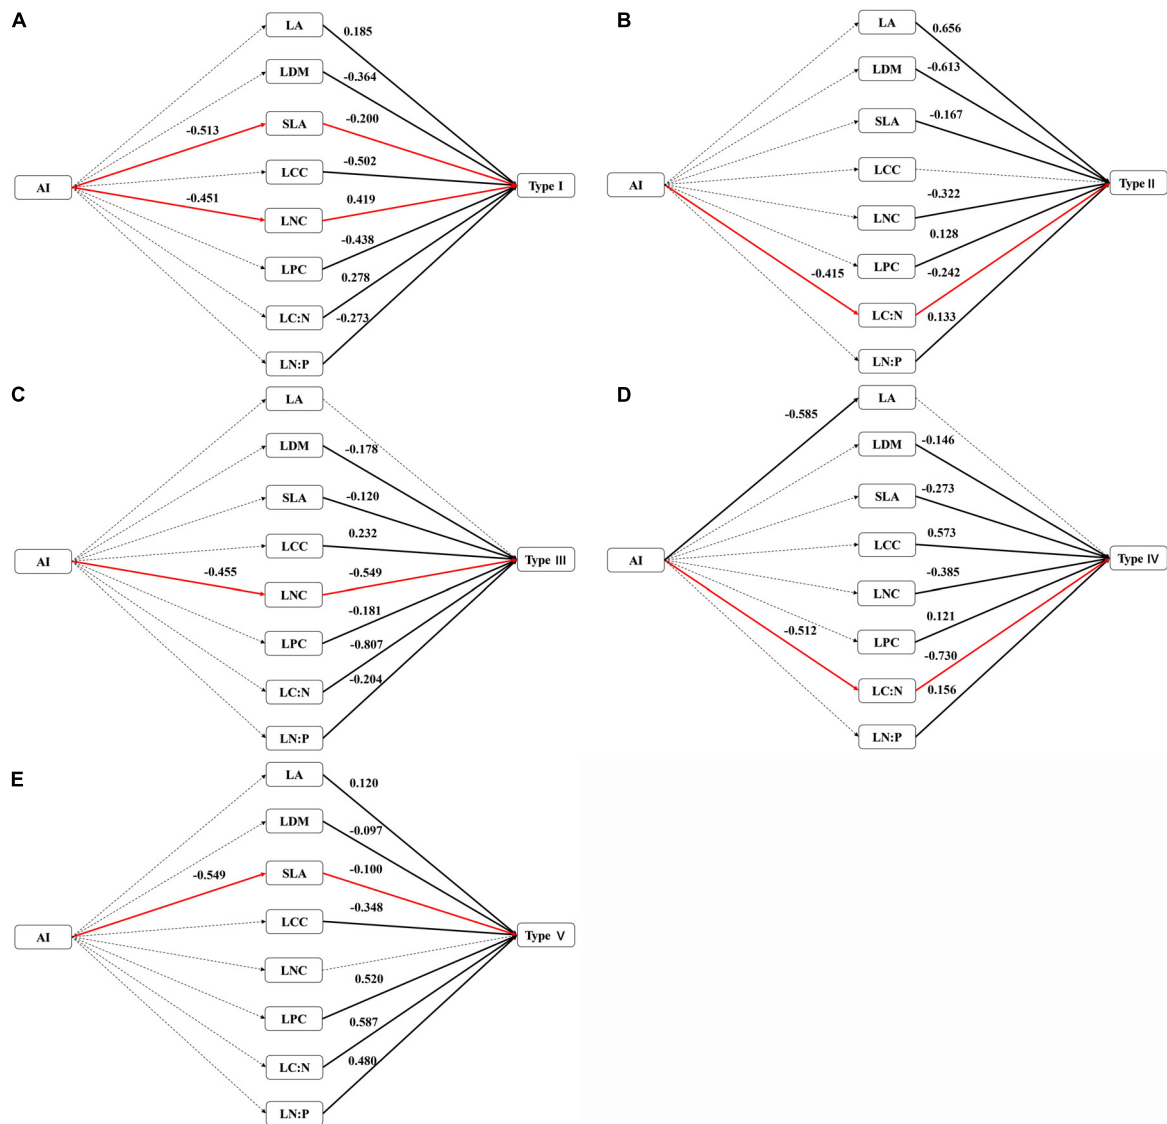 A
LA
0.185
LDM
-0.364
SLA
-0.513
-0.200
LCC
-0.502
AI
Type I
LNC
-0.451
0.419
LPC
-0.438
LC:N
0.278
LN:P
-0.273
B
LA
0.656
LDM
-0.613
SLA
-0.167
LCC
AI
Type II
LNC
-0.322
LPC
0.128
LC:N
-0.415
-0.242
LN:P
0.133
C
LA
LDM
-0.178
SLA
-0.120
LCC
0.232
AI
Type III
LNC
-0.455
-0.549
LPC
-0.181
LC:N
-0.807
LN:P
-0.204
D
LA
-0.585
LDM
-0.146
SLA
-0.273
LCC
0.573
AI
Type IV
LNC
-0.385
LPC
0.121
LC:N
-0.512
-0.730
LN:P
0.156
E
LA
0.120
LDM
-0.097
SLA
-0.549
-0.100
LCC
-0.348
AI
Type V
LNC
LPC
0.520
LC:N
0.587
LN:P
0.480